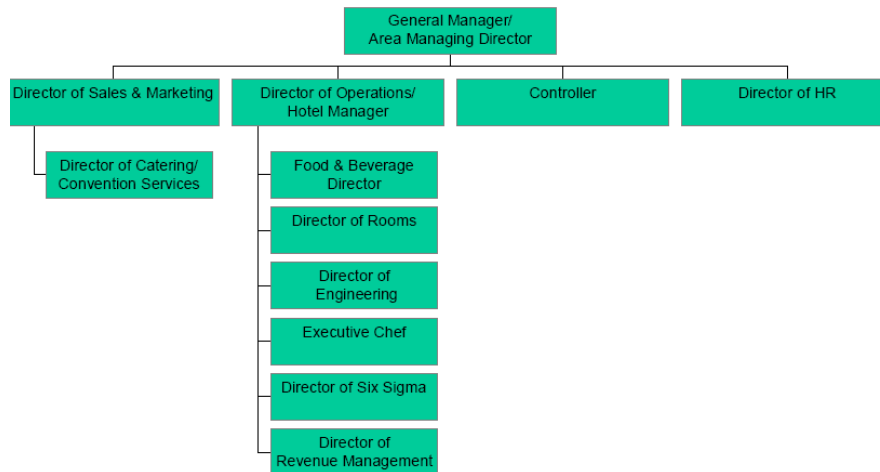 General Manager/
Area Managing Director
Director of Sales & Marketing
Director of Operations/
Hotel Manager
Controller
Director of HR
Director of Catering/
Convention Services
Food & Beverage
Director
Director of Rooms
Director of
Engineering
Executive Chef
Director of Six Sigma
Director of
Revenue Management